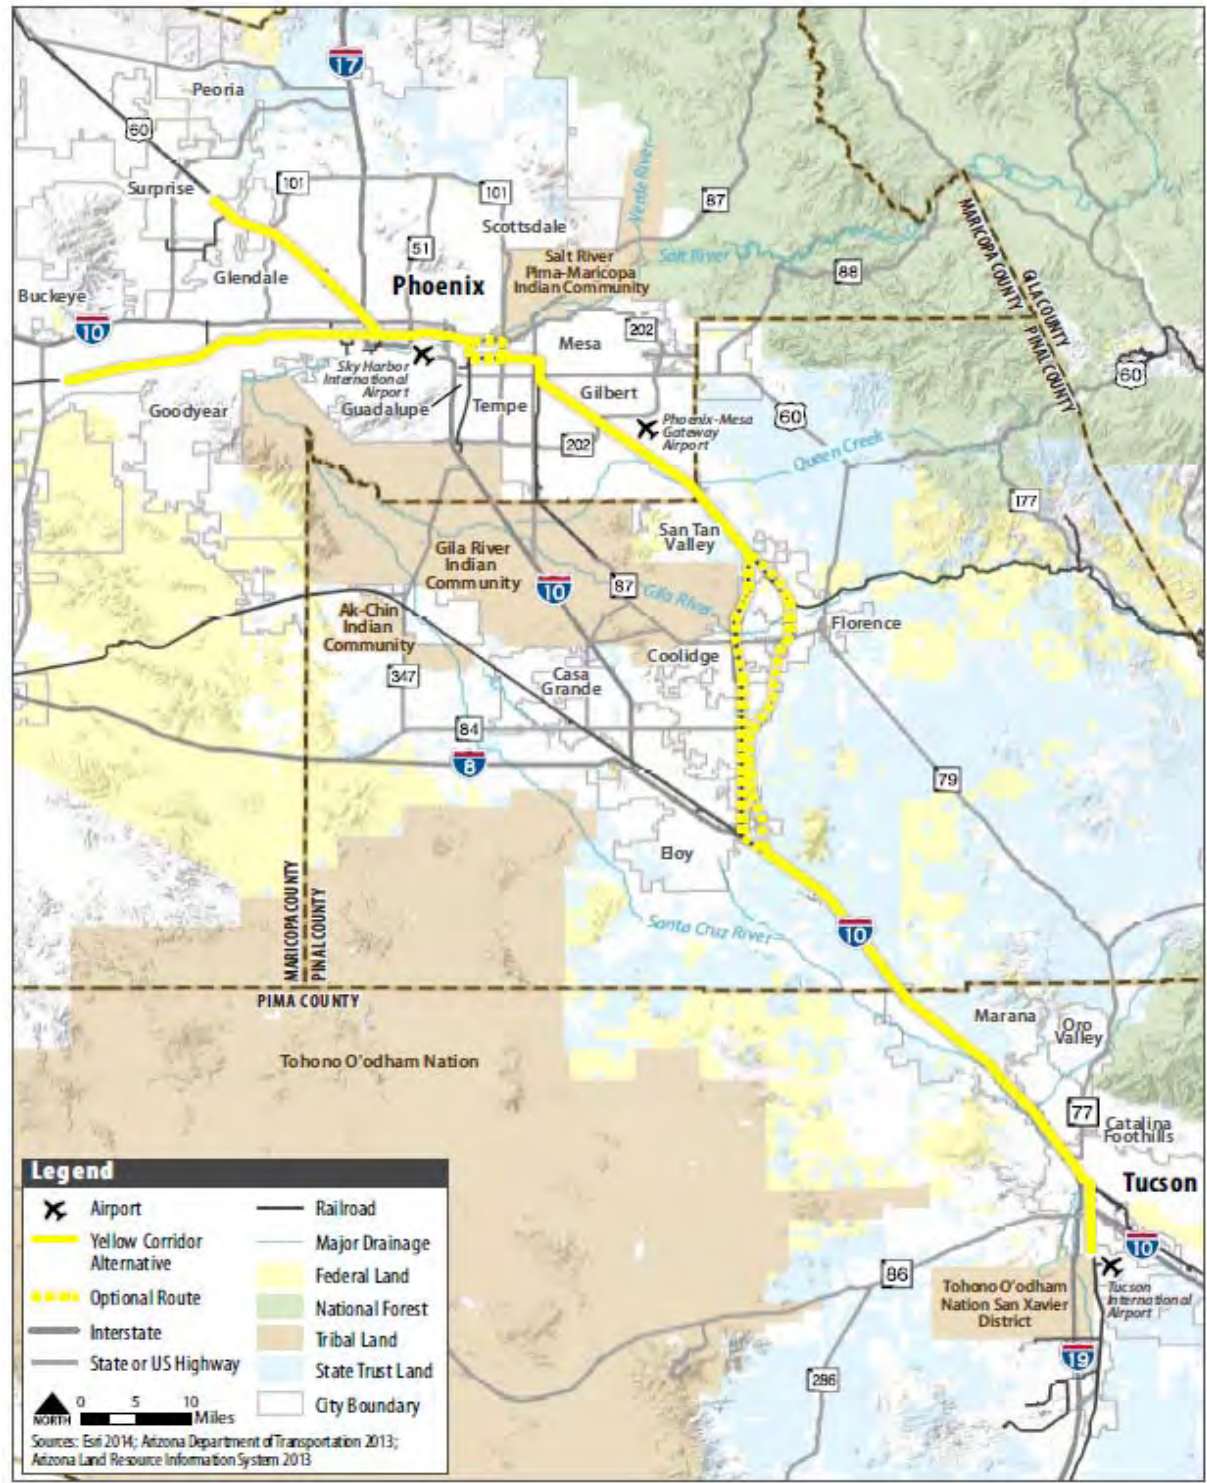 17
Peoria
60
Surprise
101
101
87
Verde River
Scottsdale
51
Salt River
Salt River
Pima-Maricopa
Indian Community
88
MARICOPA COUNTY
GILA COUNTY
Glendale
Phoenix
Buckeye
10
202
Mesa
PINAL COUNTY
60
Sky Harbor
International
Airport
Goodyear
Guadalupe
Tempe
Gilbert
60
Phoenix-Mesa
Gateway
Airport
202
Queen Creek
177
San Tan
Valley
Gila River
Indian
Community
10
87
Gila River
Ak-Chin
Indian
Community
Florence
Coolidge
347
Casa
Grande
84
8
79
Eloy
MARICOPA COUNTY
PINAL COUNTY
Santa Cruz River
10
PIMA COUNTY
Marana
Oro
Valley
Tohono O'odham Nation
77
Catalina
Foothills
Tucson
Legend
Airport
Railroad
Yellow Corridor
Alternative
Major Drainage
Federal Land
Optional Route
National Forest
Interstate
Tribal Land
State or US Highway
State Trust Land
City Boundary
NORTH
0 5 10
Miles
Sources: Esri 2014; Arizona Department of Transportation 2013;
Arizona Land Resource Information System 2013
10
86
Tohono O'odham
Nation San Xavier
District
Tucson
International
Airport
19
286